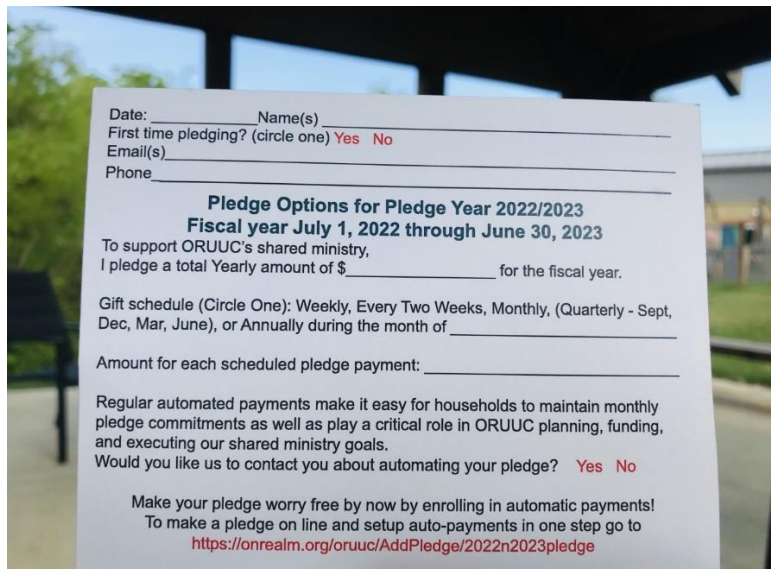 Date: __________Name(s)___________________________________
First time pledging? (circle one) Yes No
Email(s)_____________________________________________________
Phone______________________________________________________
Pledge Options for Pledge Year 2022/2023
Fiscal year July 1, 2022 through June 30, 2023
To support ORUUC's shared ministry,
I pledge a total Yearly amount of $_______________ for the fiscal year.
Gift schedule (Circle One): Weekly, Every Two Weeks, Monthly, (Quarterly - Sept,
Dec, Mar, June), or Annually during the month of _______________________
Amount for each scheduled pledge payment: __________________________
Regular automated payments make it easy for households to maintain monthly
pledge commitments as well as play a critical role in ORUUC planning, funding,
and executing our shared ministry goals.
Would you like us to contact you about automating your pledge? Yes No
Make your pledge worry free by now by enrolling in automatic payments!
To make a pledge on line and setup auto-payments in one step go to
https://onrealm.org/oruuc/AddPledge/2022n2023pledge